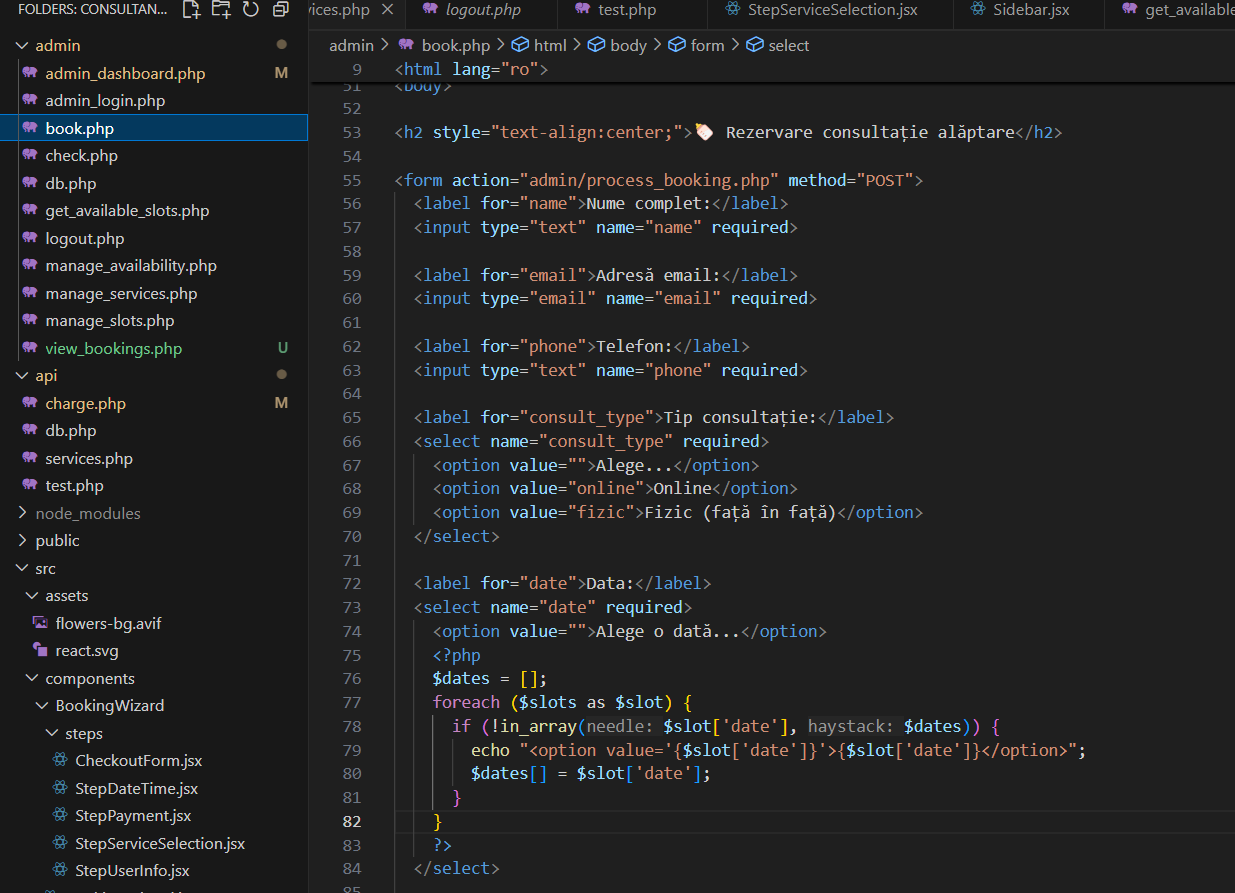 FOLDERS: CONSULTAN...
vices.php logout.php test.php StepServiceSelection.jsx Sidebar.jsx get_available
admin
admin_dashboard.php M
admin_login.php
book.php
check.php
db.php
get_available_slots.php
logout.php
manage_availability.php
manage_services.php
manage_slots.php
view_bookings.php U
api
charge.php M
db.php
services.php
test.php
node_modules
public
src
assets
flowers-bg.avif
react.svg
components
BookingWizard
steps
CheckoutForm.jsx
StepDateTime.jsx
StepPayment.jsx
StepServiceSelection.jsx
StepUserInfo.jsx
admin > book.php > html > body > form > select
9 <html lang="ro">
51 <body>
52
53 <h2 style="text-align:center;">🍼 Rezervare consultație alăptare</h2>
54
55 <form action="admin/process_booking.php" method="POST">
56 <label for="name">Nume complet:</label>
57 <input type="text" name="name" required>
58
59 <label for="email">Adresă email:</label>
60 <input type="email" name="email" required>
61
62 <label for="phone">Telefon:</label>
63 <input type="text" name="phone" required>
64
65 <label for="consult_type">Tip consultație:</label>
66 <select name="consult_type" required>
67 <option value="">Alege...</option>
68 <option value="online">Online</option>
69 <option value="fizic">Fizic (față în față)</option>
70 </select>
71
72 <label for="date">Data:</label>
73 <select name="date" required>
74 <option value="">Alege o dată...</option>
75 <?php
76 $dates = [];
77 foreach ($slots as $slot) {
78 if (!in_array(needle: $slot['date'], haystack: $dates)) {
79 echo "<option value='{$slot['date']}'>{$slot['date']}</option>";
80 $dates[] = $slot['date'];
81 }
82 }
83 ?>
84 </select>
85